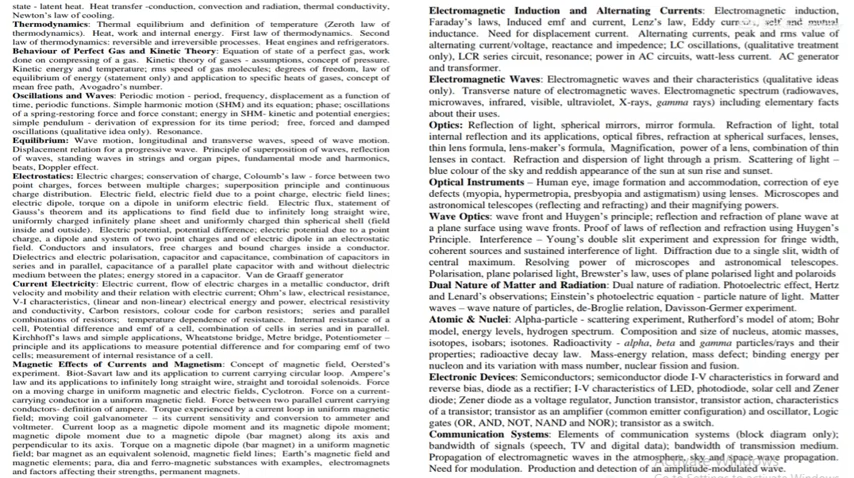 state - latent heat. Heat transfer -conduction, convection and radiation, thermal conductivity,
Newton's law of cooling.
Thermodynamics: Thermal equilibrium and definition of temperature (Zeroth law of
thermodynamics). Heat, work and internal energy. First law of thermodynamics. Second
law of thermodynamics: reversible and irreversible processes. Heat engines and refrigerators.
Behaviour of Perfect Gas and Kinetic Theory: Equation of state of a perfect gas, work
done on compressing of a gas. Kinetic theory of gases - assumptions, concept of pressure.
Kinetic energy and temperature; rms speed of gas molecules; degrees of freedom, law of
equilibrium of energy (statement only) and application to specific heats of gases, concept of
mean free path, Avogadro's number.
Oscillations and Waves: Periodic motion - period, frequency, displacement as a function of
time, periodic functions. Simple harmonic motion (SHM) and its equation; phase; oscillations
of a spring-restoring force and force constant; energy in SHM- kinetic and potential energies;
simple pendulum - derivation of expression for its time period; free, forced and damped
oscillations (qualitative idea only). Resonance.
Equilibrium: Wave motion, longitudinal and transverse waves, speed of wave motion.
Displacement relation for a progressive wave. Principle of superposition of waves, reflection
of waves, standing waves in strings and organ pipes, fundamental mode and harmonics,
beats, Doppler effect.
Electrostatics: Electric charges; conservation of charge, Coloumb's law - force between two
point charges, forces between multiple charges; superposition principle and continuous
charge distribution. Electric field, electric field due to a point charge, electric field lines;
electric dipole, torque on a dipole in uniform electric field. Electric flux, statement of
Gauss's theorem and its applications to find field due to infinitely long straight wire,
uniformly charged infinitely plane sheet and uniformly charged thin spherical shell (field
inside and outside). Electric potential, potential difference; electric potential due to a point
charge, a dipole and system of two point charges and of electric dipole in an electrostatic
field. Conductors and insulators, free charges and bound charges inside a conductor.
Dielectrics and electric polarisation, capacitor and capacitance, combination of capacitors in
series and in parallel, capacitance of a parallel plate capacitor with and without dielectric
medium between the plates; energy stored in a capacitor. Van de Graaff generator
Current Electricity: Electric current, flow of electric charges in a metallic conductor, drift
velocity and mobility and their relation with electric current; Ohm's law, electrical resistance,
V-I characteristics, (linear and non-linear) electrical energy and power, electrical resistivity
and conductivity, Carbon resistors, colour code for carbon resistors; series and parallel
combinations of resistors; temperature dependence of resistance. Internal resistance of a
cell, Potential difference and emf of a cell, combination of cells in series and in parallel.
Kirchhoff's laws and simple applications, Wheatstone bridge, Metre bridge, Potentiometer –
principle and its applications to measure potential difference and for comparing emf of two
cells; measurement of internal resistance of a cell.
Magnetic Effects of Currents and Magnetism: Concept of magnetic field, Oersted's
experiment. Biot-Savart law and its application to current carrying circular loop. Ampere's
law and its applications to infinitely long straight wire, straight and toroidal solenoids. Force
on a moving charge in uniform magnetic and electric fields, Cyclotron. Force on a current-
carrying conductor in a uniform magnetic field. Force between two parallel current carrying
conductors- definition of ampere. Torque experienced by a current loop in uniform magnetic
field; moving coil galvanometer – its current sensitivity and conversion to ammeter and
voltmeter. Current loop as a magnetic dipole moment and its magnetic dipole moment;
magnetic dipole moment due to a magnetic dipole (bar magnet) along its axis and
perpendicular to its axis. Torque on a magnetic dipole (bar magnet) in a uniform magnetic
field; bar magnet as an equivalent solenoid, magnetic field lines; Earth's magnetic field and
magnetic elements; para, dia and ferro-magnetic substances with examples, electromagnets
and factors affecting their strengths, permanent magnets.
Electromagnetic Induction and Alternating Currents: Electromagnetic induction,
Faraday's laws, Induced emf and current, Lenz's law, Eddy currents, self and mutual
inductance. Need for displacement current. Alternating currents, peak and rms value of
alternating current/voltage, reactance and impedence; LC oscillations, (qualitative treatment
only), LCR series circuit, resonance; power in AC circuits, watt-less current. AC generator
and transformer.
Electromagnetic Waves: Electromagnetic waves and their characteristics (qualitative ideas
only). Transverse nature of electromagnetic waves. Electromagnetic spectrum (radiowaves,
microwaves, infrared, visible, ultraviolet, X-rays, gamma rays) including elementary facts
about their uses.
Optics: Reflection of light, spherical mirrors, mirror formula. Refraction of light, total
internal reflection and its applications, optical fibres, refraction at spherical surfaces, lenses,
thin lens formula, lens-maker's formula, Magnification, power of a lens, combination of thin
lenses in contact. Refraction and dispersion of light through a prism. Scattering of light –
blue colour of the sky and reddish appearance of the sun at sun rise and sunset.
Optical Instruments – Human eye, image formation and accommodation, correction of eye
defects (myopia, hypermetropia, presbyopia and astigmatism) using lenses. Microscopes and
astronomical telescopes (reflecting and refracting) and their magnifying powers.
Wave Optics: wave front and Huygen's principle; reflection and refraction of plane wave at
a plane surface using wave fronts. Proof of laws of reflection and refraction using Huygen's
Principle. Interference – Young's double slit experiment and expression for fringe width,
coherent sources and sustained interference of light. Diffraction due to a single slit, width of
central maximum. Resolving power of microscopes and astronomical telescopes.
Polarisation, plane polarised light, Brewster's law, uses of plane polarised light and polaroids
Dual Nature of Matter and Radiation: Dual nature of radiation. Photoelectric effect, Hertz
and Lenard's observations; Einstein's photoelectric equation - particle nature of light. Matter
waves – wave nature of particles, de-Broglie relation, Davisson-Germer experiment.
Atomic & Nuclei: Alpha-particle - scattering experiment, Rutherford's model of atom; Bohr
model, energy levels, hydrogen spectrum. Composition and size of nucleus, atomic masses,
isotopes, isobars; isotones. Radioactivity - alpha, beta and gamma particles/rays and their
properties; radioactive decay law. Mass-energy relation, mass defect; binding energy per
nucleon and its variation with mass number, nuclear fission and fusion.
Electronic Devices: Semiconductors; semiconductor diode I-V characteristics in forward and
reverse bias, diode as a rectifier; I-V characteristics of LED, photodiode, solar cell and Zener
diode; Zener diode as a voltage regulator, Junction transistor, transistor action, characteristics
of a transistor; transistor as an amplifier (common emitter configuration) and oscillator, Logic
gates (OR, AND, NOT, NAND and NOR); transistor as a switch.
Communication Systems: Elements of communication systems (block diagram only);
bandwidth of signals (speech, TV and digital data); bandwidth of transmission medium.
Propagation of electromagnetic waves in the atmosphere, sky and space wave propagation.
Need for modulation. Production and detection of an amplitude-modulated wave.
Activate Windows
Go to Settings to activate Windows